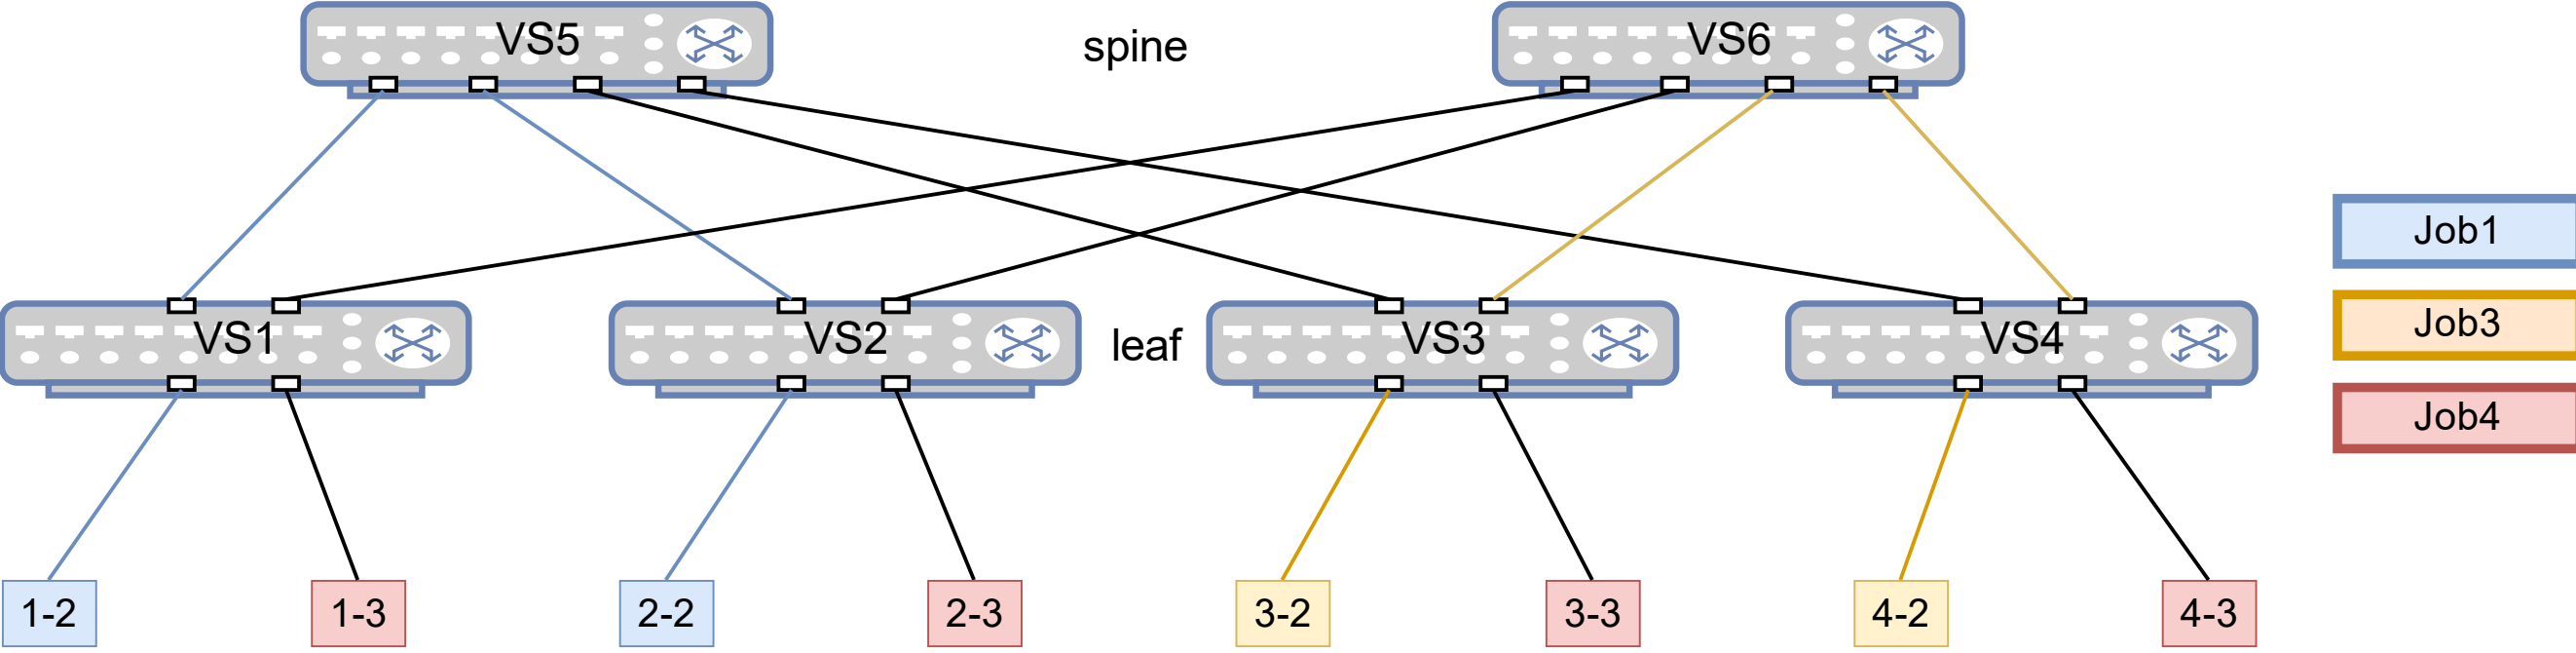 VS5
spine
VS6
Job1
Job3
Job4
VS1
VS2
leaf
VS3
VS4
1-2
1-3
2-2
2-3
3-2
3-3
4-2
4-3